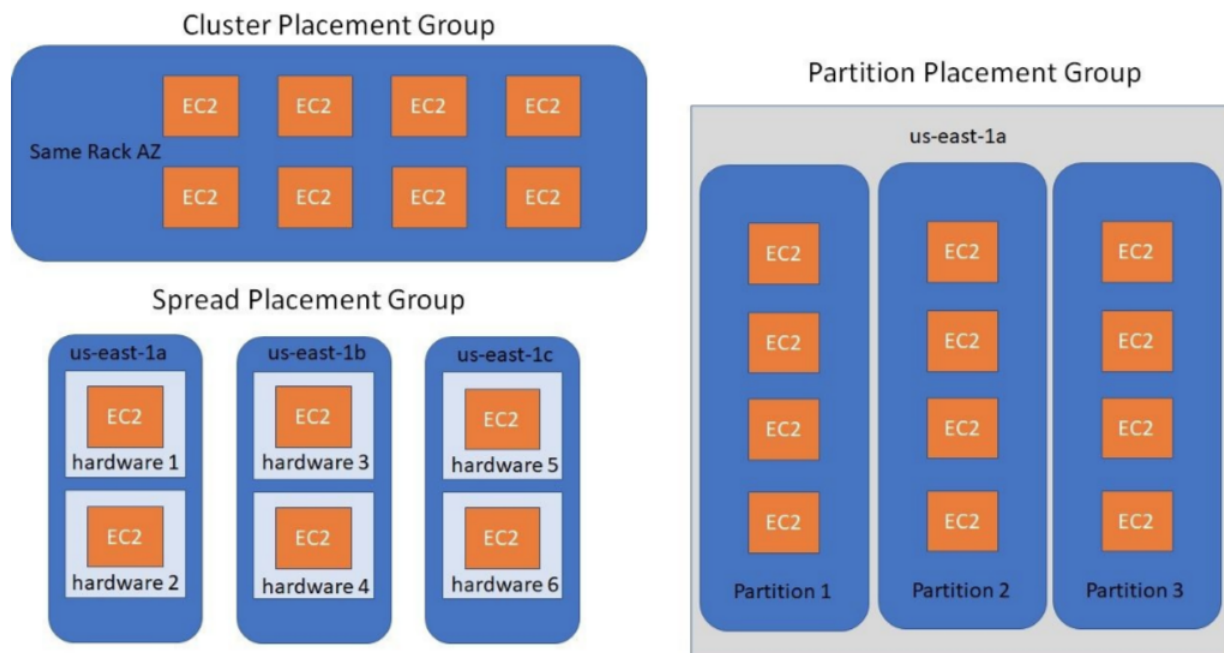 Cluster Placement Group
EC2 EC2 EC2 EC2
Same Rack AZ
EC2 EC2 EC2 EC2
Spread Placement Group
us-east-1a us-east-1b us-east-1c
EC2 EC2 EC2
hardware 1 hardware 3 hardware 5
EC2 EC2 EC2
hardware 2 hardware 4 hardware 6
Partition Placement Group
us-east-1a
EC2 EC2 EC2
EC2 EC2 EC2
EC2 EC2 EC2
EC2 EC2 EC2
Partition 1 Partition 2 Partition 3